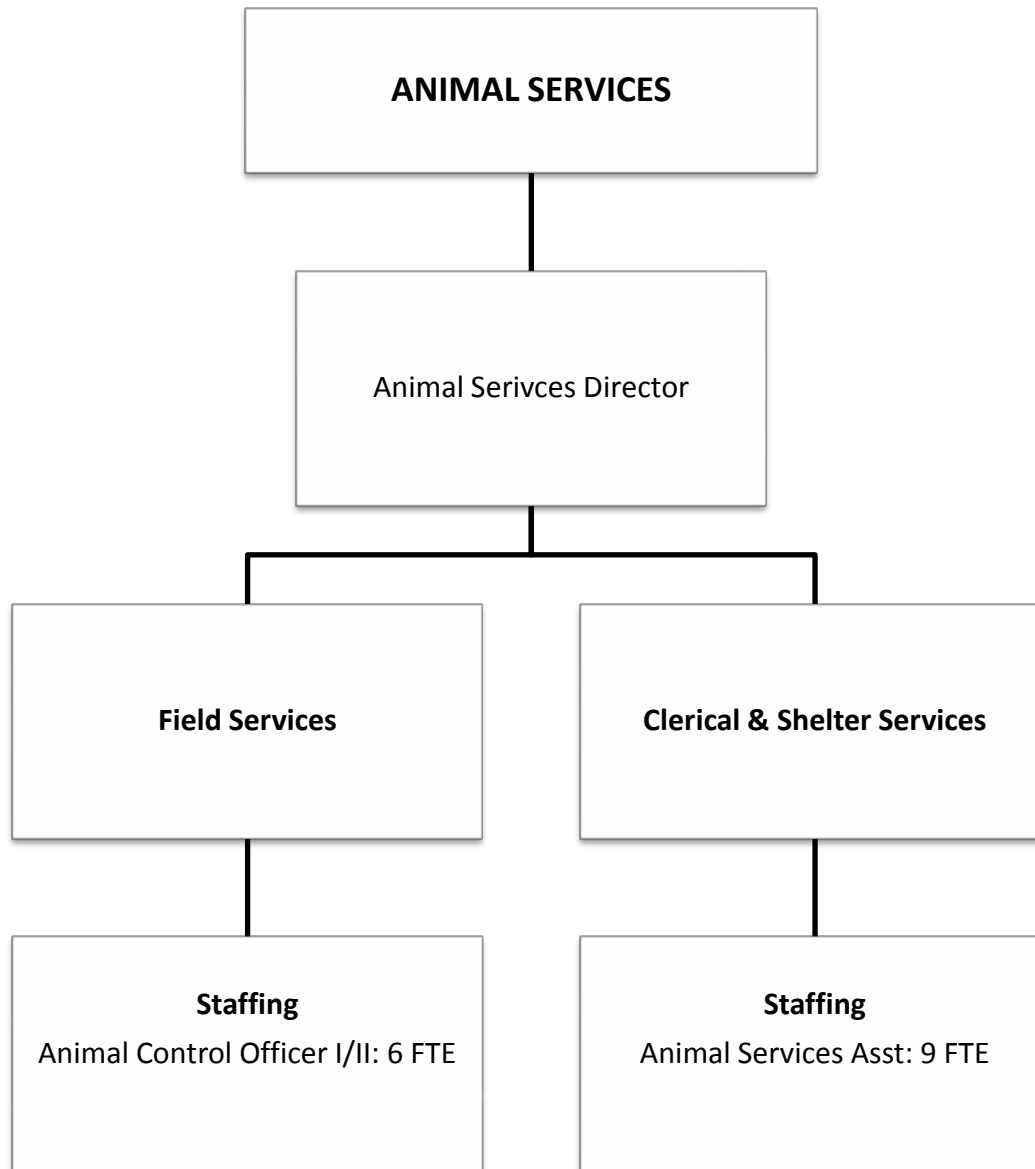 ANIMAL SERVICES
Animal Serivces Director
Field Services
Clerical & Shelter Services
Staffing
Animal Control Officer I/II: 6 FTE
Staffing
Animal Services Asst: 9 FTE